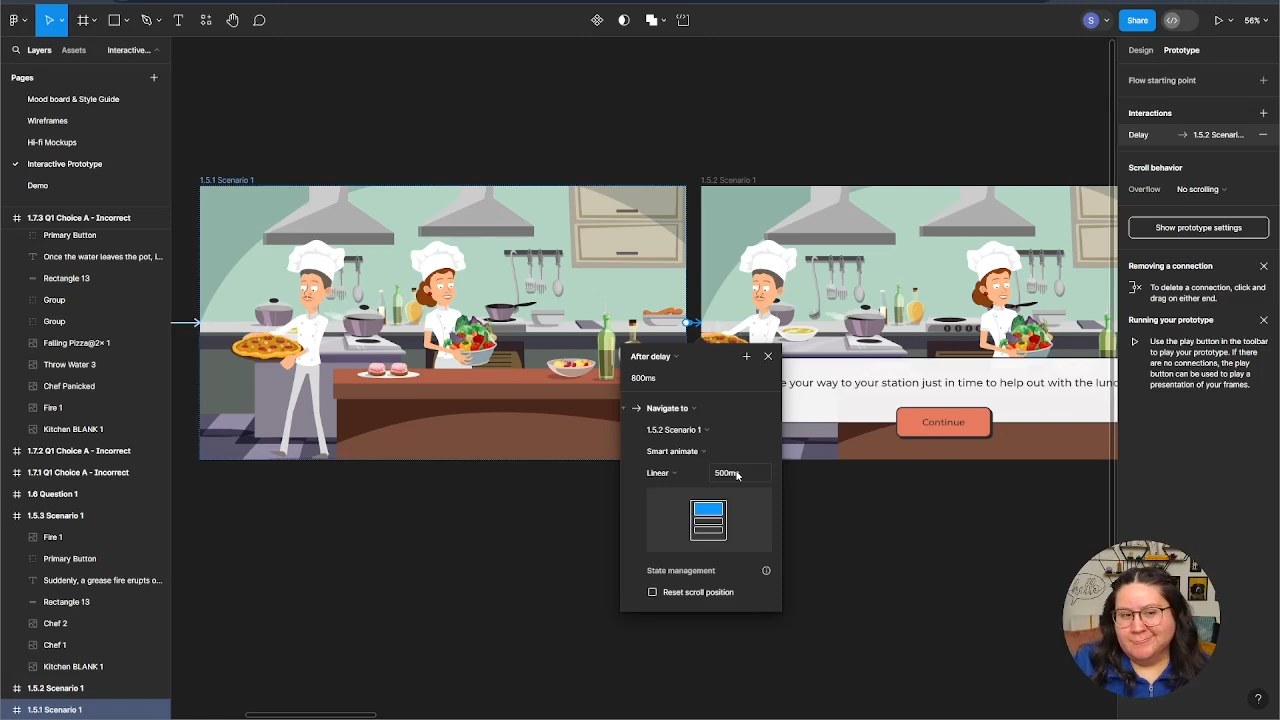 S
Share
56%
Layers
Assets
Interactive...
Pages
Mood board & Style Guide
Wireframes
Hi-fi Mockups
Interactive Prototype
Demo
1.7.3 Q1 Choice A - Incorrect
Primary Button
Once the water leaves the pot, i...
Rectangle 13
Group
Group
Falling Pizza@2x 1
Throw Water 3
Chef Panicked
Fire 1
Kitchen BLANK 1
1.7.2 Q1 Choice A - Incorrect
1.7.1 Q1 Choice A - Incorrect
1.6 Question 1
1.5.3 Scenario 1
Fire 1
Primary Button
Suddenly, a grease fire erupts o...
Rectangle 13
Chef 2
Chef 1
Kitchen BLANK 1
1.5.2 Scenario 1
1.5.1 Scenario 1
1.5.1 Scenario 1
1.5.2 Scenario 1
e your way to your station just in time to help out with the lunc
Continue
After delay
800ms
Navigate to
1.5.2 Scenario 1
Smart animate
Linear
500ms
State management
Reset scroll position
Design
Prototype
Flow starting point
Interactions
Delay
1.5.2 Scenari...
Scroll behavior
Overflow
No scrolling
Show prototype settings
Removing a connection
To delete a connection, click and
drag on either end.
Running your prototype
Use the play button in the toolbar
to play your prototype. If there
are no connections, the play
button can be used to play a
presentation of your frames.
?